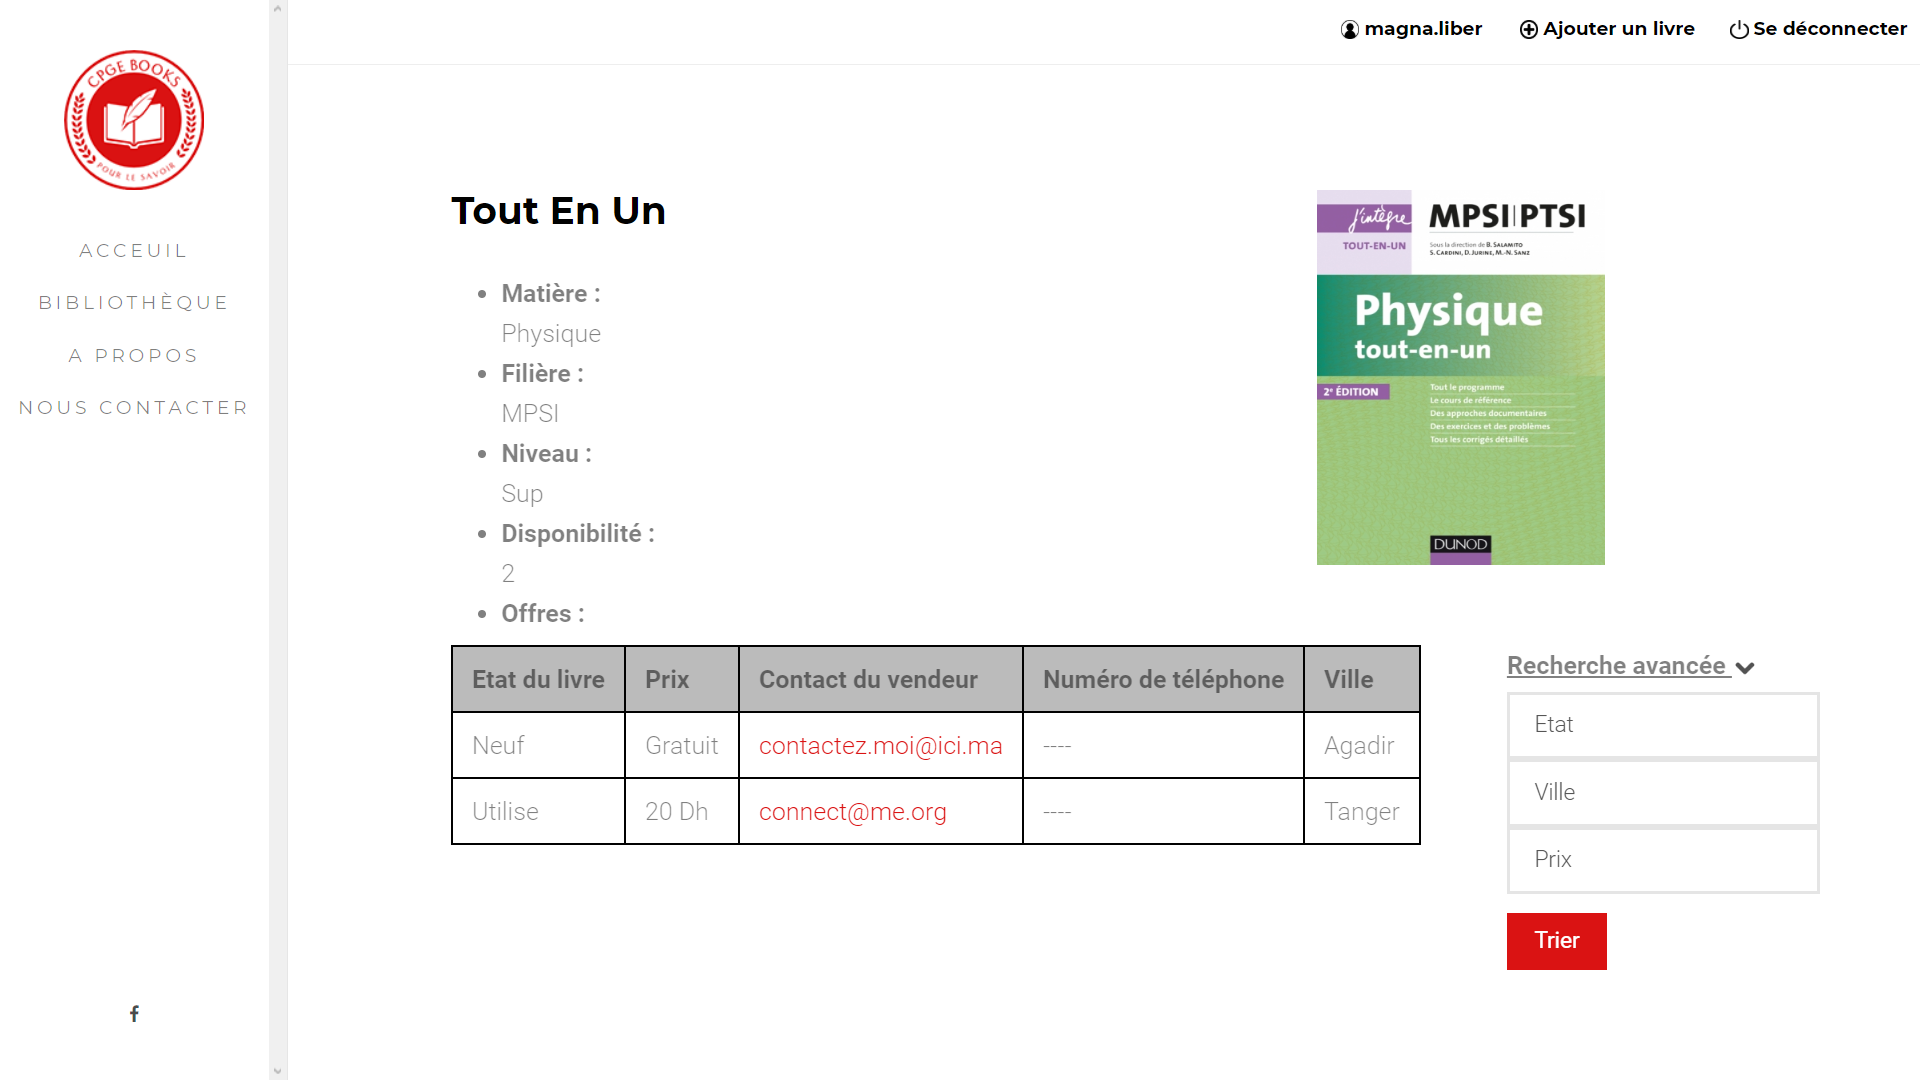 magna.liber
Ajouter un livre
Se déconnecter
CPGE BOOKS
POUR LE SAVOIR
ACCEUIL
BIBLIOTHÈQUE
A PROPOS
NOUS CONTACTER
Tout En Un
Matière :
Physique
Filière :
MPSI
Niveau :
Sup
Disponibilité :
2
Offres :
j'intègre
TOUT-EN-UN
MPSI|PTSI
Sous la direction de B. SALAMITO
S. CARDINI, D. JURINE, M.-N. SANZ
Physique
tout-en-un
2e ÉDITION
Tout le programme
Le cours de référence
Des approches documentaires
Des exercices et des problèmes
Tous les corrigés détaillés
DUNOD
Etat du livre Prix Contact du vendeur Numéro de téléphone Ville
Neuf Gratuit contactez.moi@ici.ma ---- Agadir
Utilise 20 Dh connect@me.org ---- Tanger
Recherche avancée
Etat
Ville
Prix
Trier